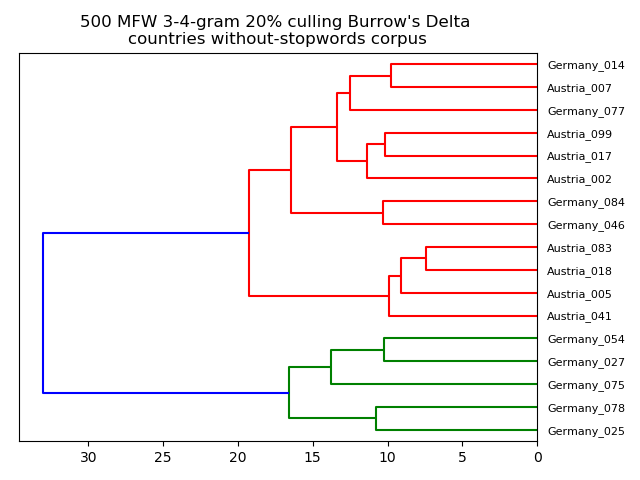 500 MFW 3-4-gram 20% culling Burrow's Delta
countries without-stopwords corpus
Germany_014
Austria_007
Germany_077
Austria_099
Austria_017
Austria_002
Germany_084
Germany_046
Austria_083
Austria_018
Austria_005
Austria_041
Germany_054
Germany_027
Germany_075
Germany_078
Germany_025
30 25 20 15 10 5 0